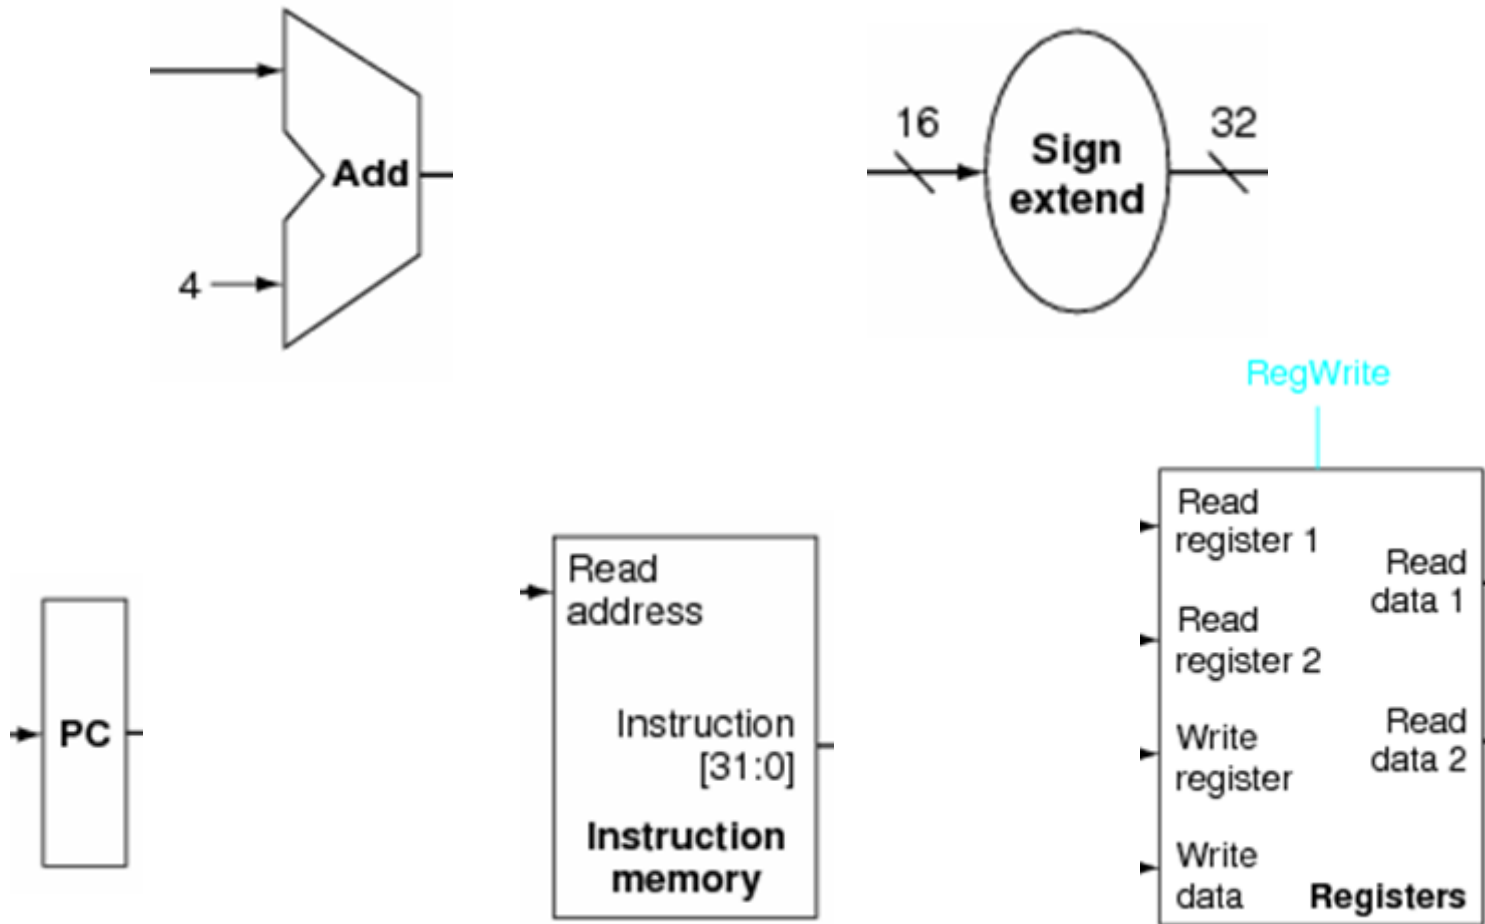 Add
4
16
Sign
extend
32
RegWrite
PC
Read
address
Instruction
[31:0]
Instruction
memory
Read
register 1
Read
register 2
Write
register
Write
data
Read
data 1
Read
data 2
Registers